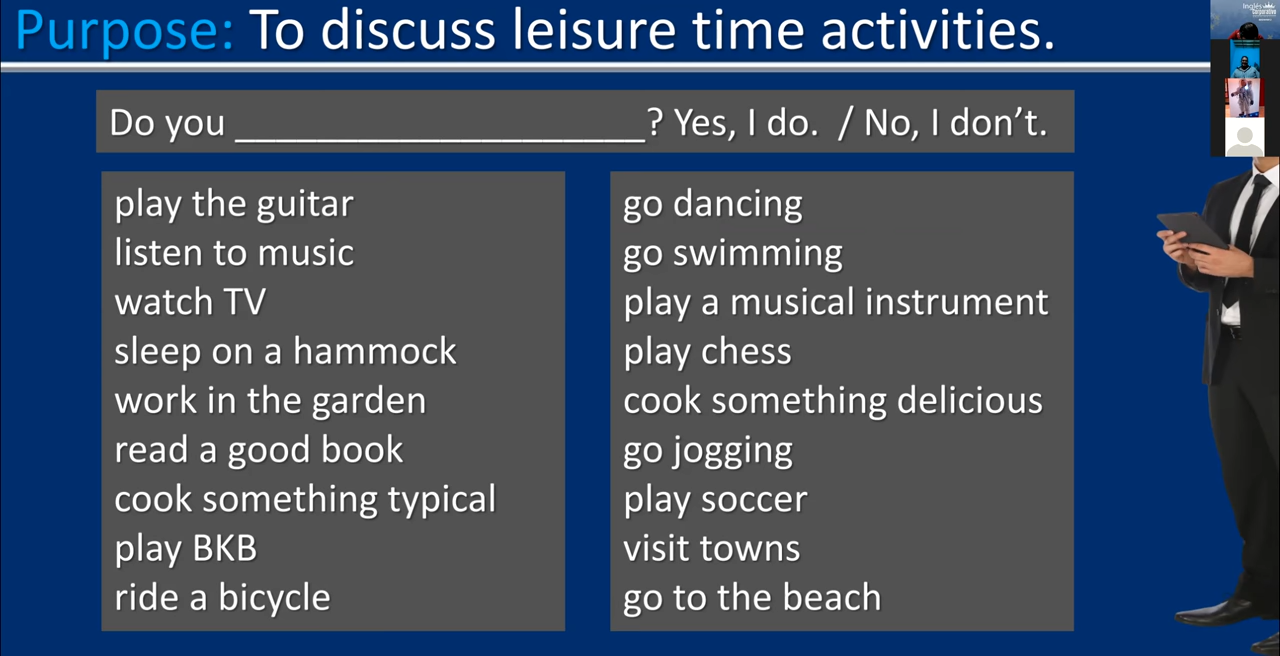 Purpose: To discuss leisure time activities.
Inglés
Corporativo
Do you ____________________? Yes, I do. / No, I don’t.
play the guitar
listen to music
watch TV
sleep on a hammock
work in the garden
read a good book
cook something typical
play BKB
ride a bicycle
go dancing
go swimming
play a musical instrument
play chess
cook something delicious
go jogging
play soccer
visit towns
go to the beach